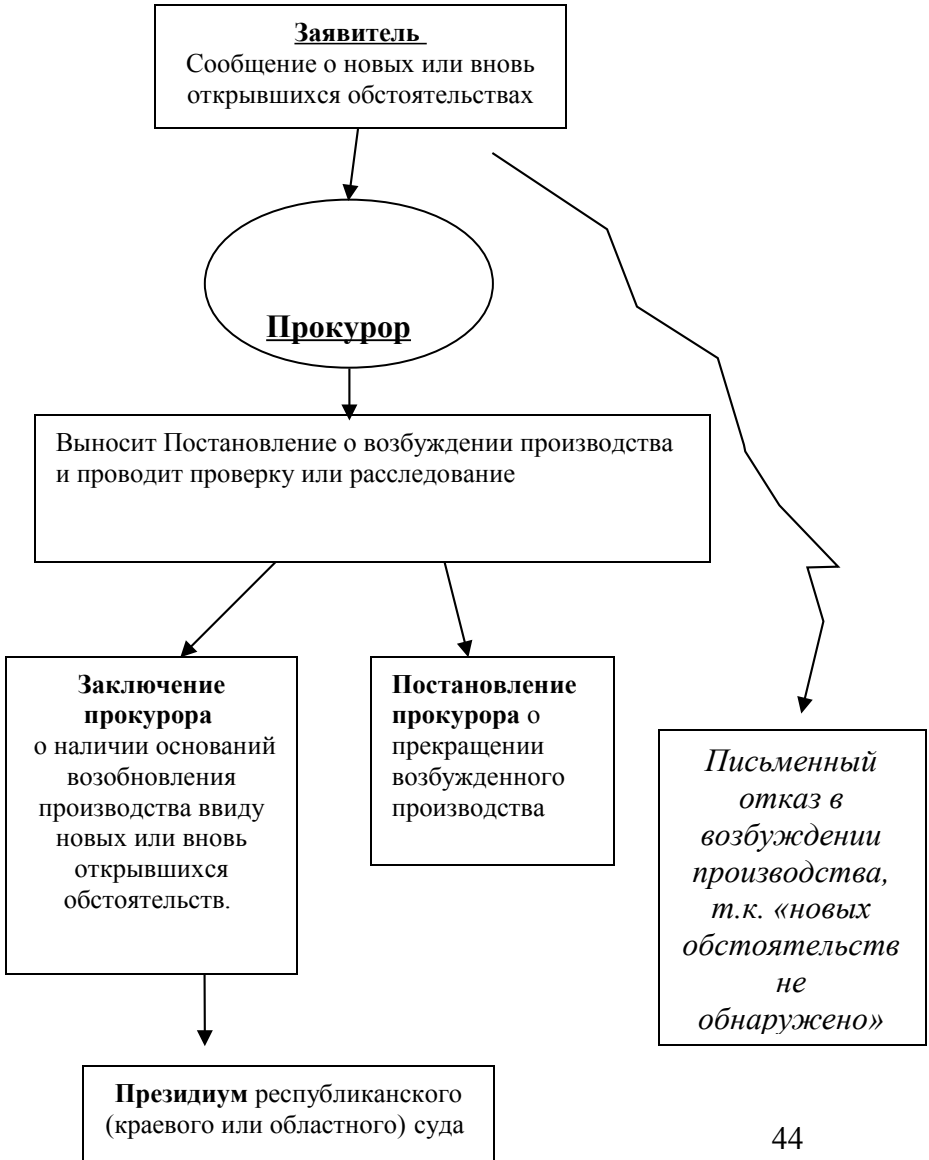 Заявитель
Сообщение о новых или вновь
открывшихся обстоятельствах
Прокурор
Выносит Постановление о возбуждении производства
и проводит проверку или расследование
Заключение
прокурора
о наличии оснований
возобновления
производства ввиду
новых или вновь
открывшихся
обстоятельств.
Постановление
прокурора о
прекращении
возбужденного
производства
Письменный
отказ в
возбуждении
производства,
т.к. «новых
обстоятельств
не
обнаружено»
Президиум республиканского
(краевого или областного) суда
44